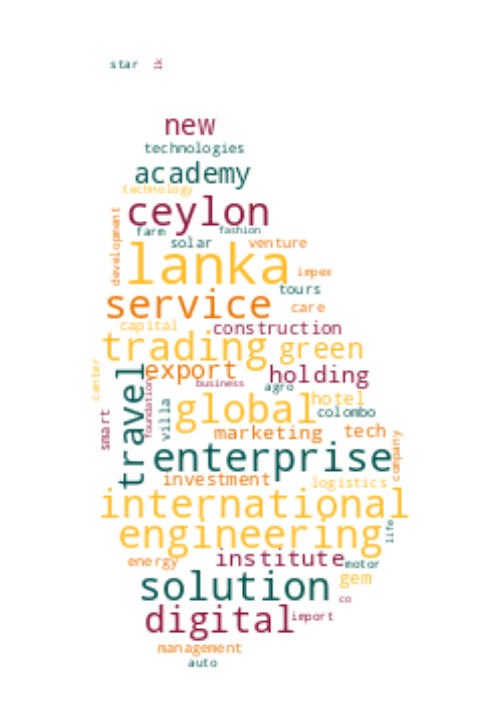 star lk
new
technologies
academy
technology
ceylon
development
farm fashion
solar venture
lanka impex
tours
service care
capital construction
trading green
center export holding
travel business agro
foundation hotel
smart villa global colombo
marketing tech
company
enterprise
investment logistics
international
engineering life
energy institute motor
solution gem
co
digital import
management
auto